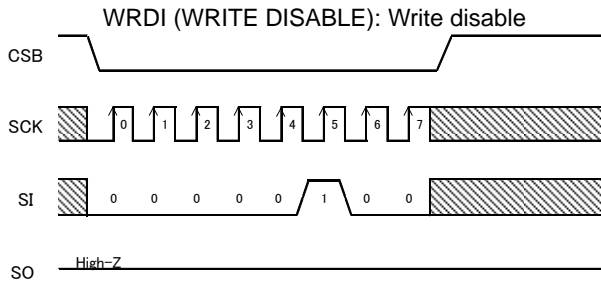 WRDI (WRITE DISABLE): Write disable
CSB
SCK 0 1 2 3 4 5 6 7
SI 0 0 0 0 0 1 0 0
High-Z
SO